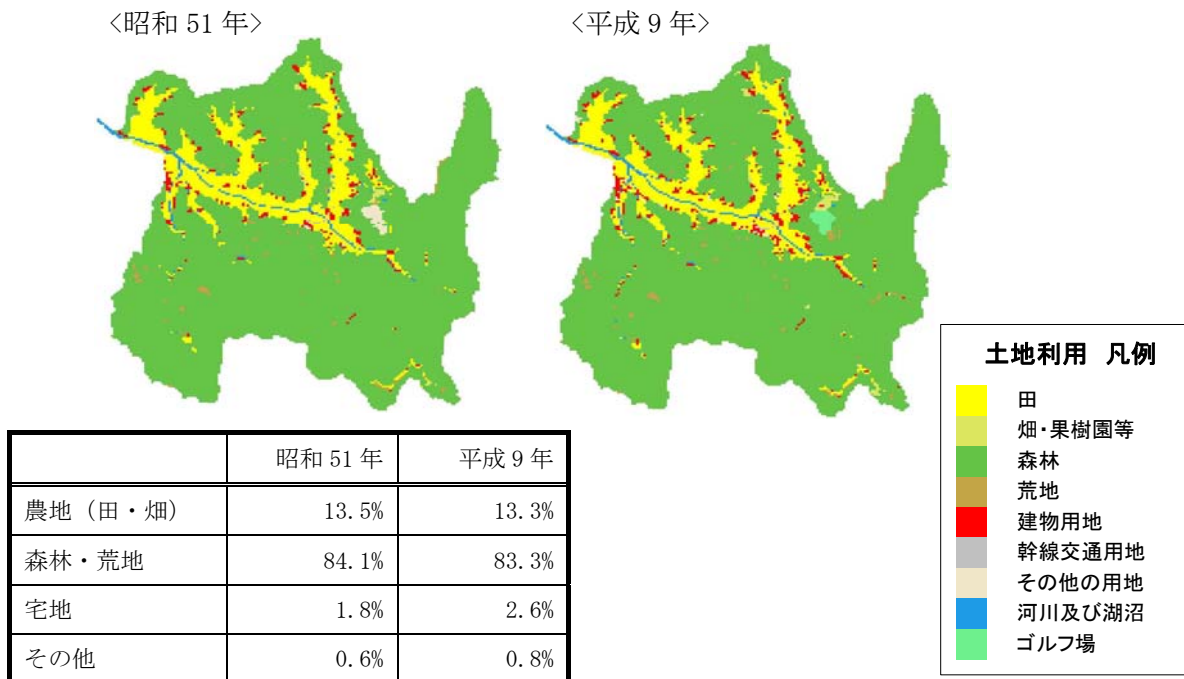 <昭和 51 年>
<平成 9 年>
土地利用 凡例
田
畑・果樹園等
森林
荒地
建物用地
幹線交通用地
その他の用地
河川及び湖沼
ゴルフ場
昭和 51 年 平成 9 年
農地（田・畑） 13.5% 13.3%
森林・荒地 84.1% 83.3%
宅地 1.8% 2.6%
その他 0.6% 0.8%